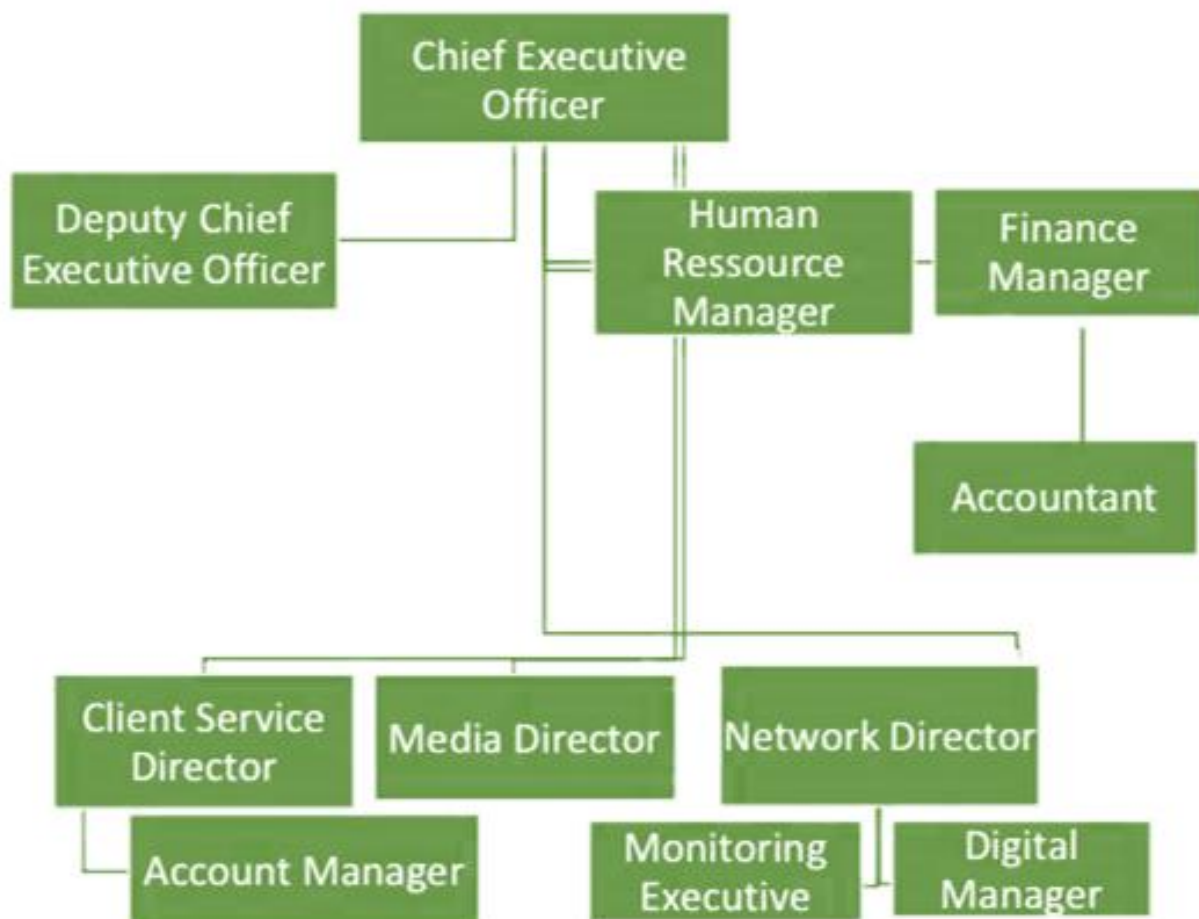 Chief Executive
Officer
Deputy Chief
Executive Officer
Human
Ressource
Manager
Finance
Manager
Accountant
Client Service
Director
Media Director
Network Director
Account Manager
Monitoring
Executive
Digital
Manager